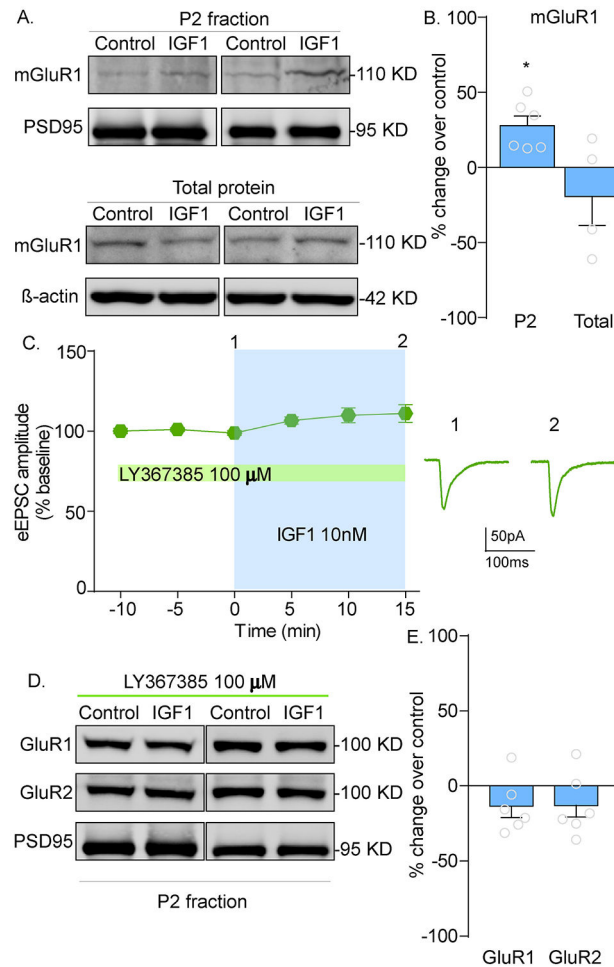 A.
P2 fraction
Control IGF1 Control IGF1
mGluR1 -110 KD
PSD95 -95 KD
Total protein
Control IGF1 Control IGF1
mGluR1 -110 KD
ß-actin -42 KD
B.
mGluR1
% change over control
100
50
0
-50
-100
*
P2 Total
C.
eEPSC amplitude
(% baseline)
150
100
50
0
1 2
LY367385 100 µM
IGF1 10nM
-10 -5 0 5 10 15
Time (min)
1 2
50pA
100ms
D.
LY367385 100 µM
Control IGF1 Control IGF1
GluR1 -100 KD
GluR2 -100 KD
PSD95 -95 KD
P2 fraction
E.
% change over control
100
50
0
-50
-100
GluR1 GluR2